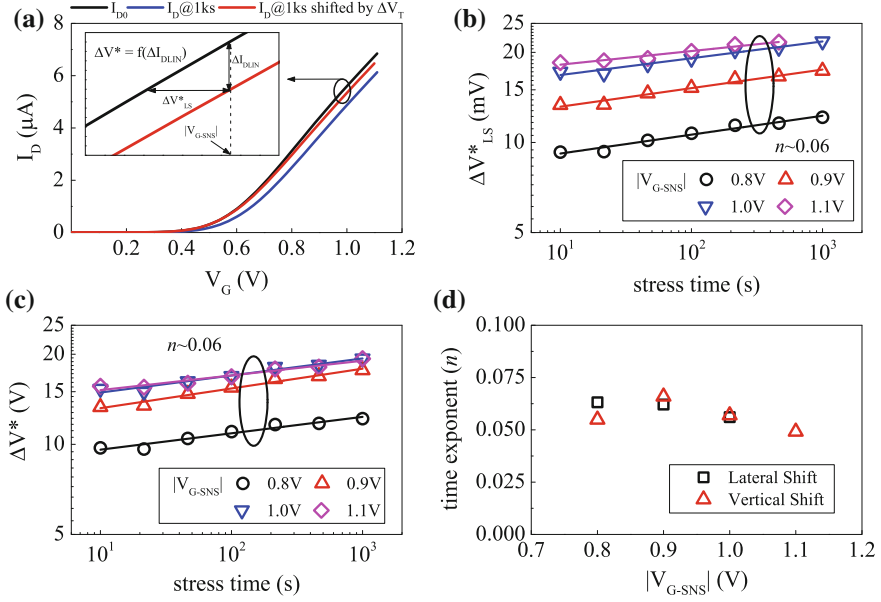 (a)
I_D0 I_D@1ks I_D@1ks shifted by ΔV_T
ΔV* = f(ΔI_DLIN)
ΔI_DLIN
ΔV*_LS
|V_G-SNS|
8
6
4
2
0
I_D (μA)
0.2 0.4 0.6 0.8 1.0 1.2
V_G (V)
(b)
25
20
15
10
5
ΔV*_LS (mV)
n~0.06
|V_G-SNS|
0.8V 0.9V
1.0V 1.1V
10^1 10^2 10^3
stress time (s)
(c)
25
20
15
10
5
ΔV* (V)
n~0.06
|V_G-SNS|
0.8V 0.9V
1.0V 1.1V
10^1 10^2 10^3
stress time (s)
(d)
0.100
0.075
0.050
0.025
0.000
time exponent (n)
Lateral Shift
Vertical Shift
0.7 0.8 0.9 1.0 1.1 1.2
|V_G-SNS| (V)